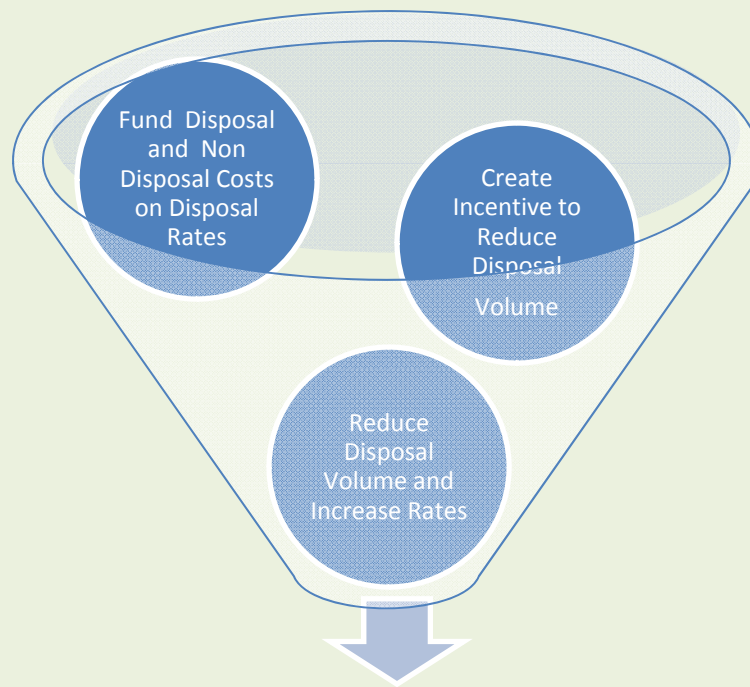 Fund Disposal
and Non
Disposal Costs
on Disposal
Rates
Create
Incentive to
Reduce
Disposal
Volume
Reduce
Disposal
Volume and
Increase Rates